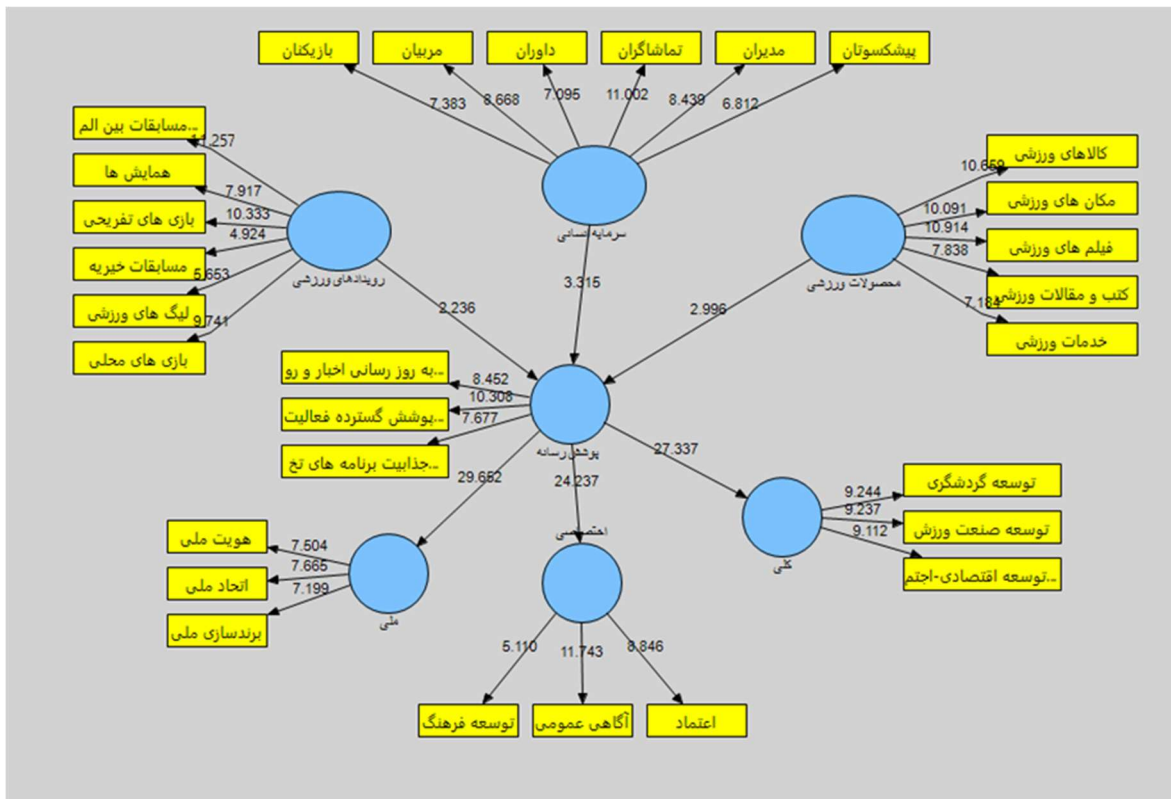 بازیکنان
مربیان
داوران
تماشاگران
مدیران
پیشکسوتان
7.383
8.668
7.095
11.002
8.439
6.812
سرمایه انسانی
مسابقات بین الم...
همایش ها
بازی های تفریحی
مسابقات خیریه
لیگ های ورزشی
بازی های محلی
11.257
7.917
10.333
4.924
5.653
9.741
رویدادهای ورزشی
کالاهای ورزشی
مکان های ورزشی
فیلم های ورزشی
کتب و مقالات ورزشی
خدمات ورزشی
10.659
10.091
10.914
7.838
7.184
محصولات ورزشی
2.236
3.315
2.996
به روز رسانی اخبار و رو...
پوشش گسترده فعالیت...
جذابیت برنامه های تخ...
8.452
10.308
7.677
پوشش رسانه
29.652
24.237
27.337
هویت ملی
اتحاد ملی
برندسازی ملی
7.504
7.665
7.199
ملی
اختصاصی
5.110
11.743
8.846
توسعه فرهنگ
آگاهی عمومی
اعتماد
کلی
9.244
9.237
9.112
توسعه گردشگری
توسعه صنعت ورزش
توسعه اقتصادی-اجتم...